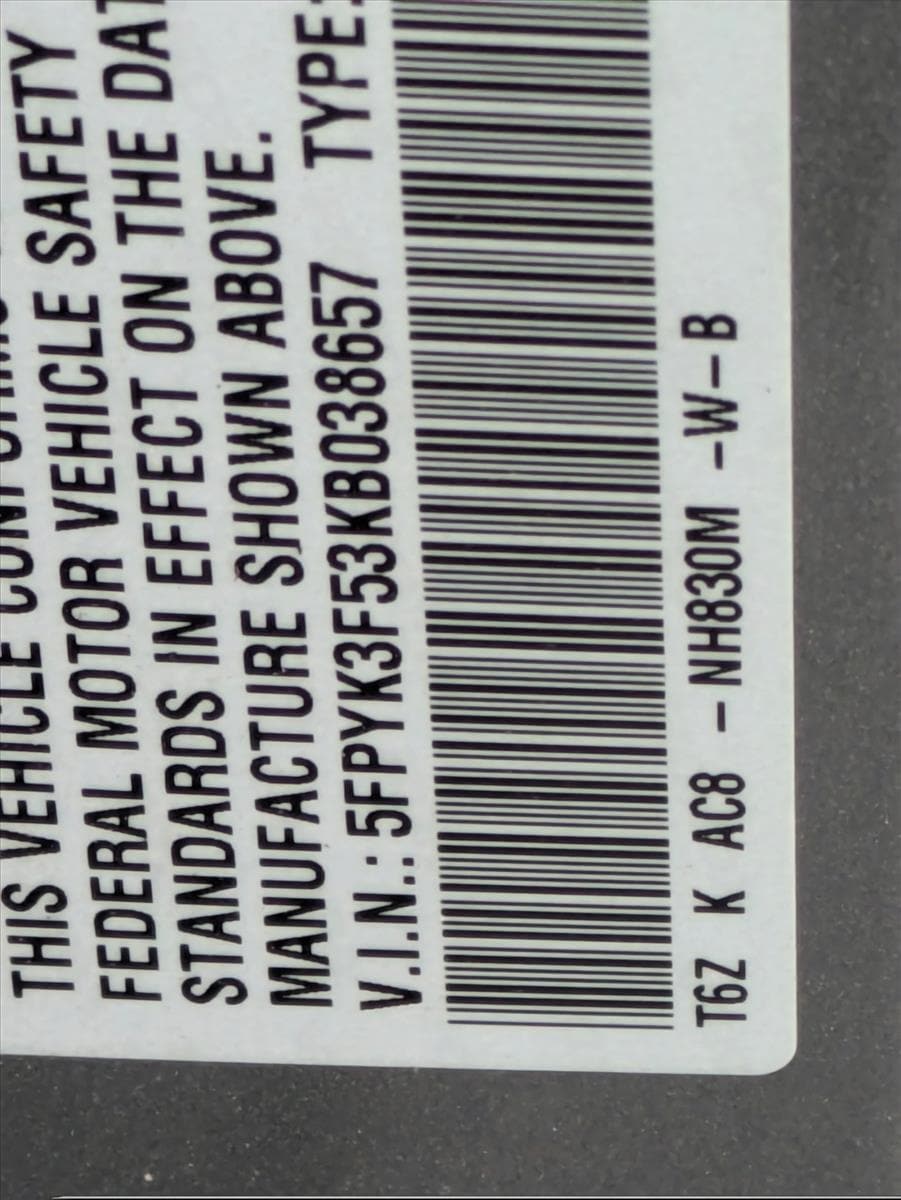 THIS VEHICLE
FEDERAL MOTOR VEHICLE SAFETY
STANDARDS IN EFFECT ON THE DAT
MANUFACTURE SHOWN ABOVE.
V.I.N.: 5FPYK3F53KB038657 TYPE:
T6Z K AC8 -NH830M -W-B